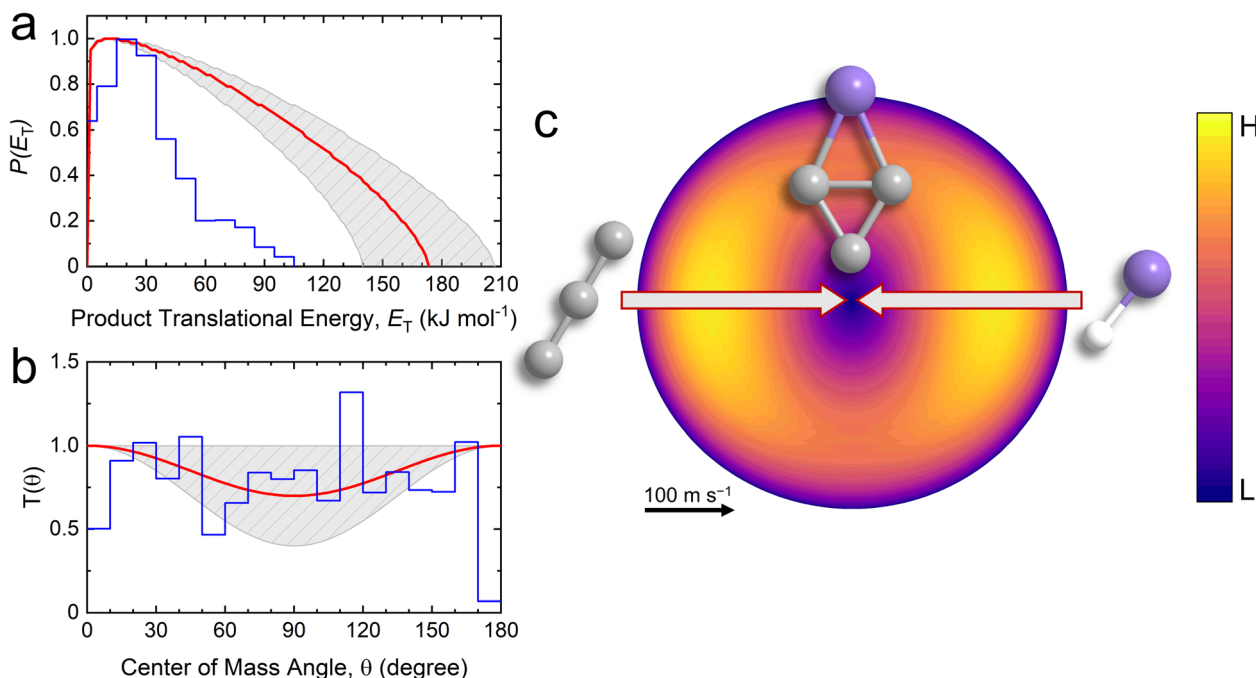 a
P(E_T)
1.0
0.8
0.6
0.4
0.2
0
0 30 60 90 120 150 180 210
Product Translational Energy, E_T (kJ mol⁻¹)
b
T(θ)
1.5
1.0
0.5
0
0 30 60 90 120 150 180
Center of Mass Angle, θ (degree)
c
100 m s⁻¹
H
L